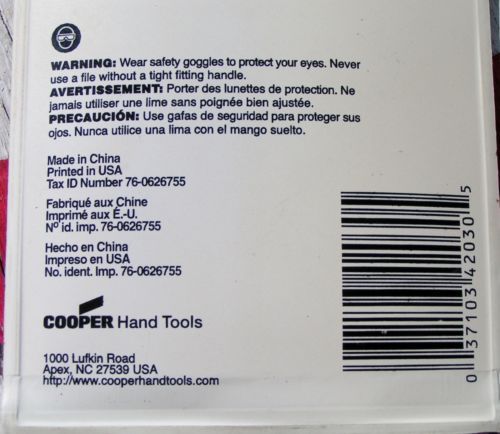 WARNING: Wear safety goggles to protect your eyes. Never
use a file without a tight fitting handle.
AVERTISSEMENT: Porter des lunettes de protection. Ne
jamais utiliser une lime sans poignée bien ajustée.
PRECAUCIÓN: Use gafas de seguridad para proteger sus
ojos. Nunca utilice una lima con el mango suelto.
Made in China
Printed in USA
Tax ID Number 76-0626755
Fabriqué aux Chine
Imprimé aux É.-U.
Nº id. imp. 76-0626755
Hecho en China
Impreso en USA
No. ident. Imp. 76-0626755
COOPER Hand Tools
1000 Lufkin Road
Apex, NC 27539 USA
http://www.cooperhandtools.com
0 37103 42030 5